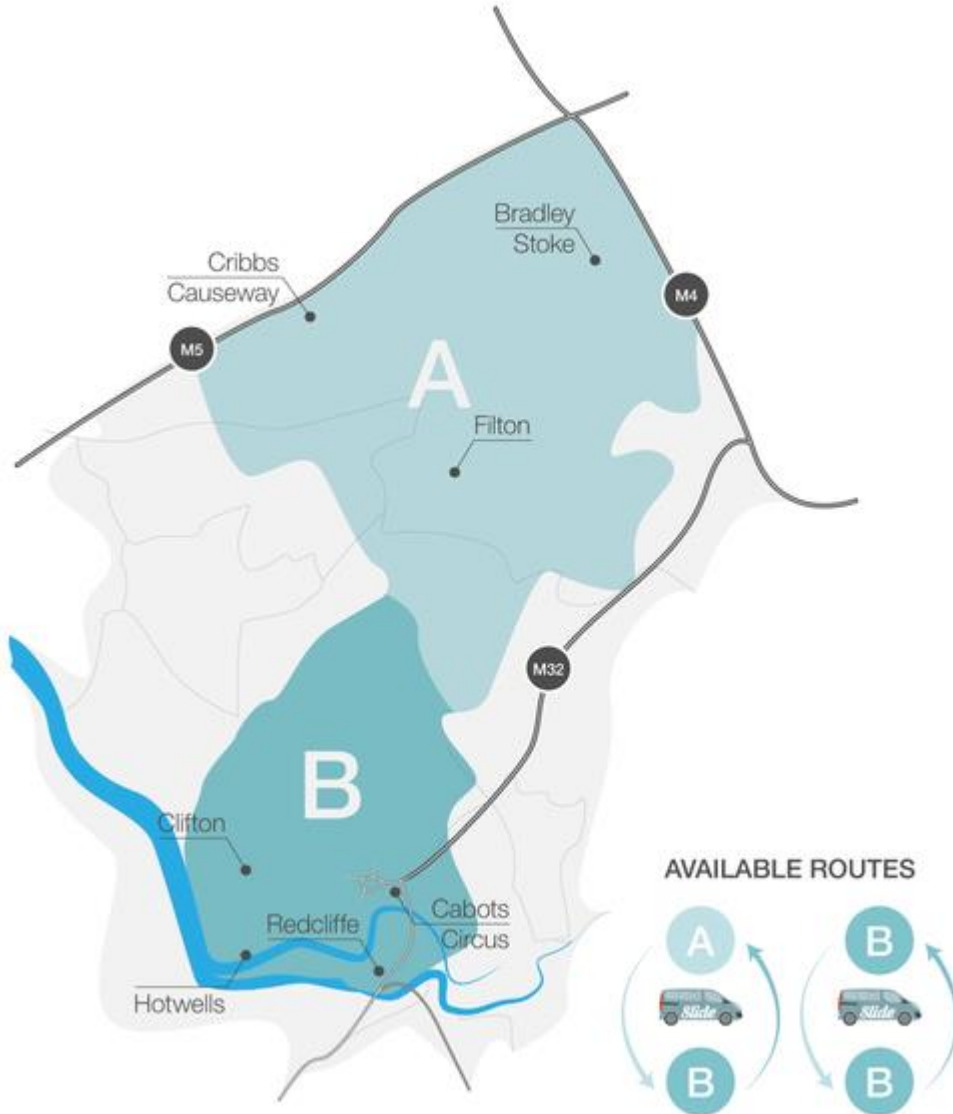 Bradley
Stoke
Cribbs
Causeway
M4
M5
A
Filton
M32
B
Clifton
Cabots
Circus
Redcliffe
Hotwells
AVAILABLE ROUTES
A
B
Slide
Slide
B
B